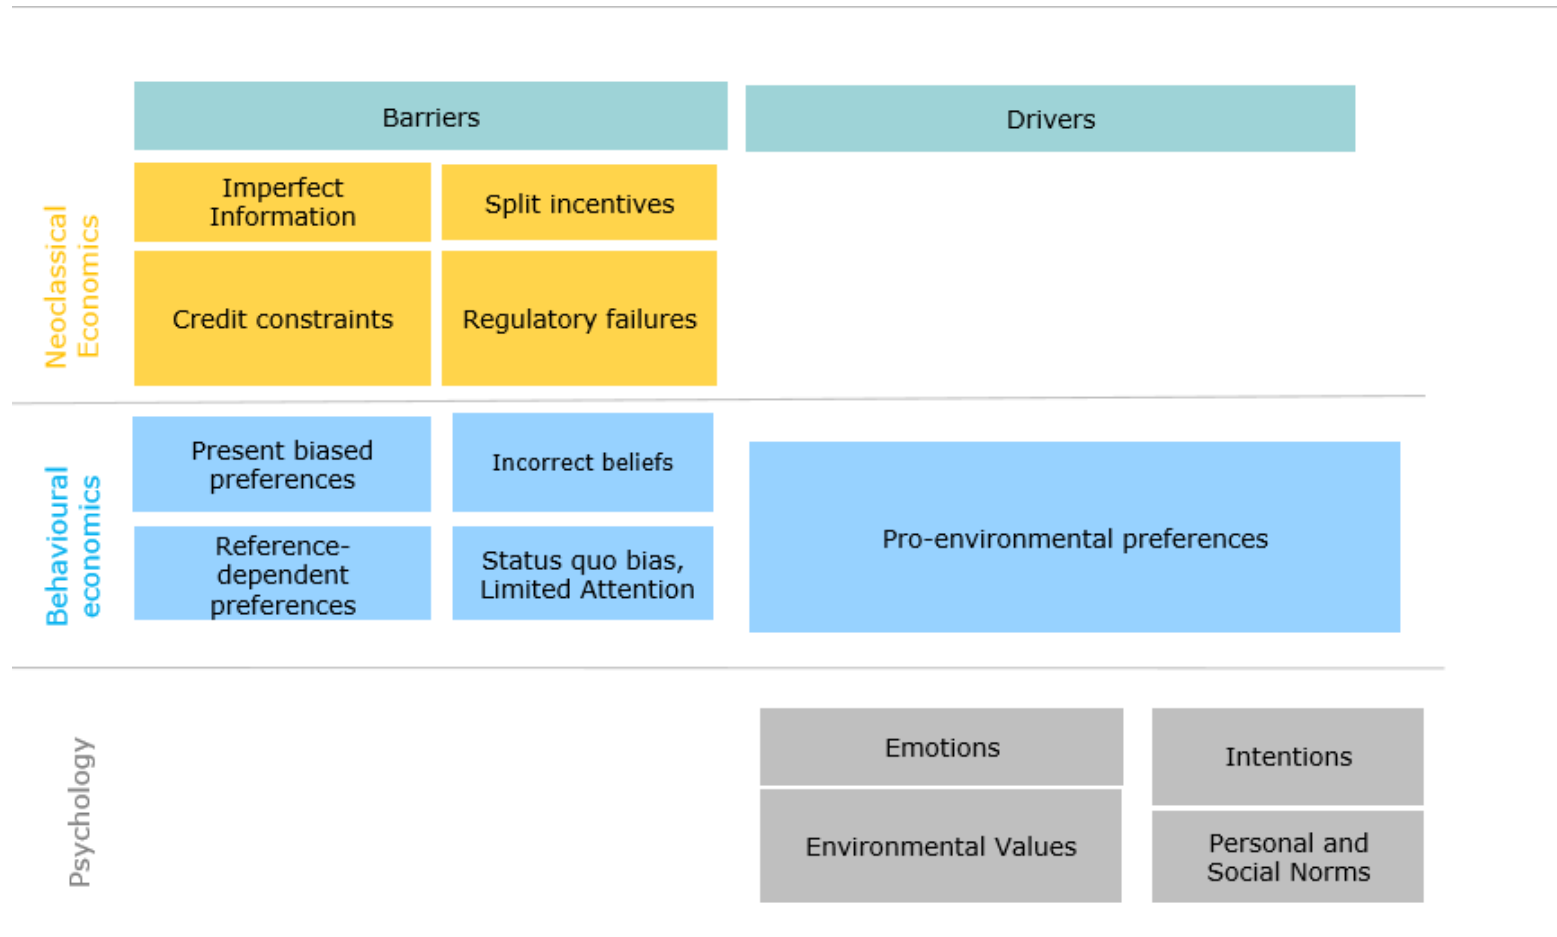 Barriers
Drivers
Neoclassical
Economics
Imperfect
Information
Split incentives
Credit constraints
Regulatory failures
Behavioural
economics
Present biased
preferences
Incorrect beliefs
Reference-
dependent
preferences
Status quo bias,
Limited Attention
Pro-environmental preferences
Psychology
Emotions
Intentions
Environmental Values
Personal and
Social Norms